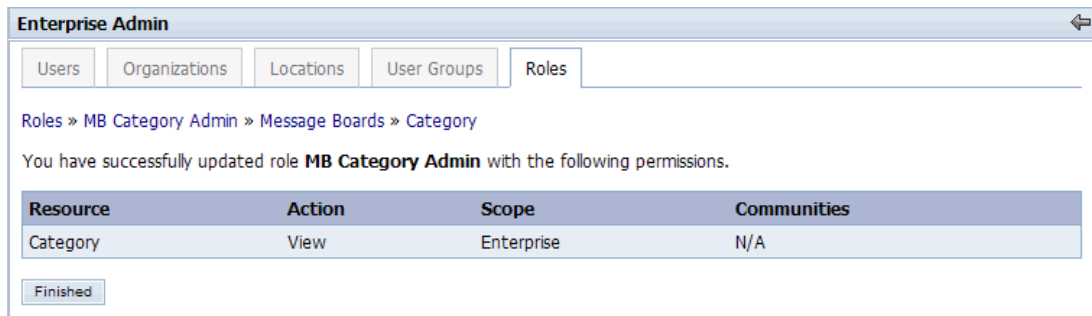 Enterprise Admin
Users Organizations Locations User Groups Roles
Roles » MB Category Admin » Message Boards » Category
You have successfully updated role MB Category Admin with the following permissions.
Resource Action Scope Communities
Category View Enterprise N/A
Finished